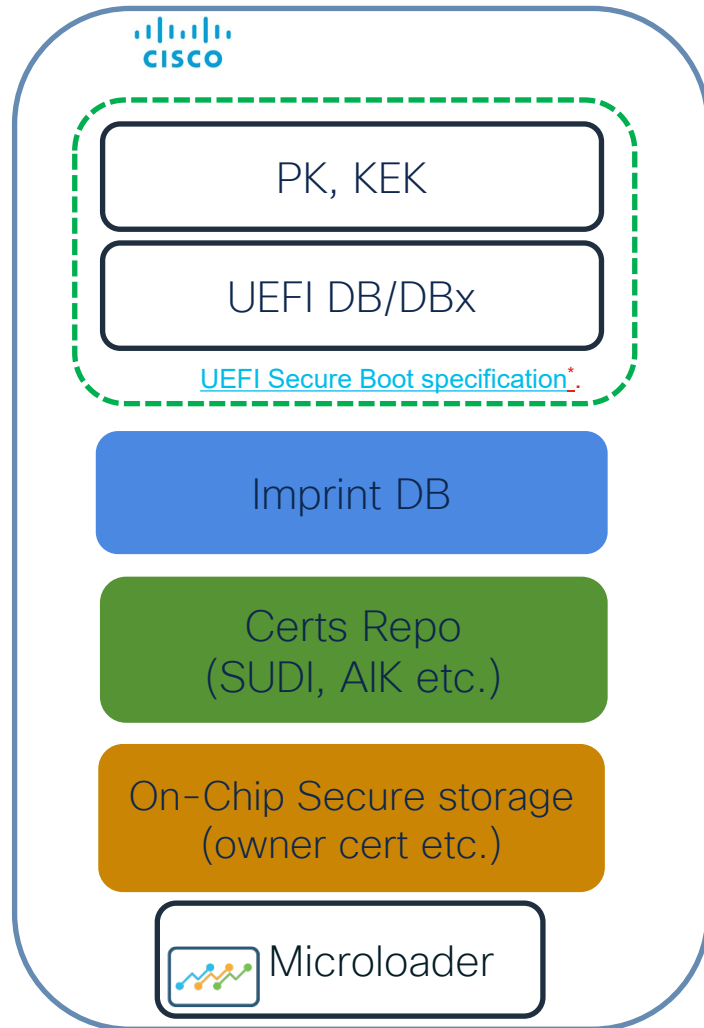 CISCO
PK, KEK
UEFI DB/DBx
UEFI Secure Boot specification*.
Imprint DB
Certs Repo
(SUDI, AIK etc.)
On-Chip Secure storage
(owner cert etc.)
Microloader